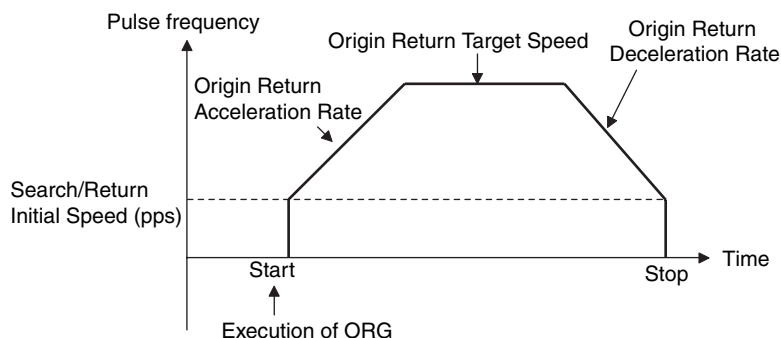 Pulse frequency
Origin Return Target Speed
Origin Return
Deceleration Rate
Origin Return
Acceleration Rate
Search/Return
Initial Speed (pps)
Start
Stop
Time
Execution of ORG